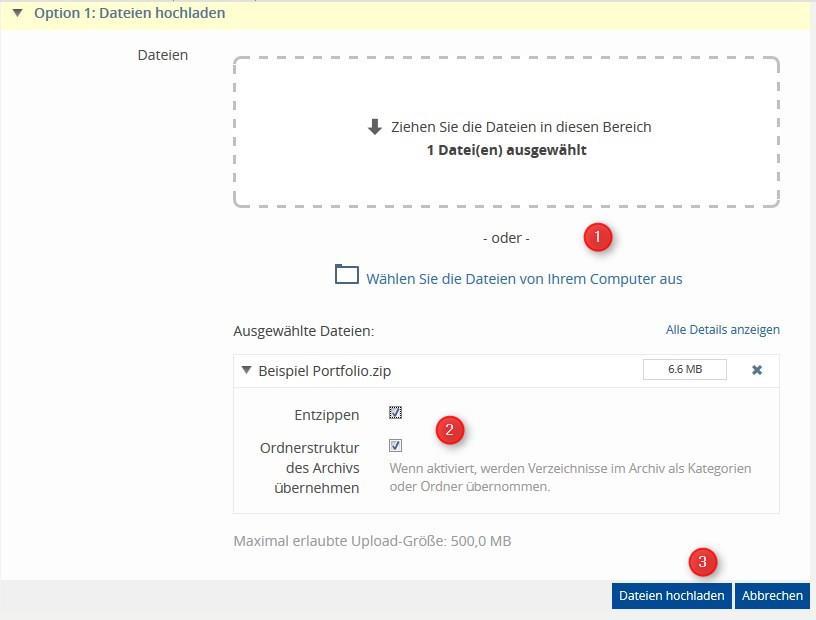 Option 1: Dateien hochladen
Dateien
Ziehen Sie die Dateien in diesen Bereich
1 Datei(en) ausgewählt
- oder -
1
Wählen Sie die Dateien von Ihrem Computer aus
Ausgewählte Dateien:
Alle Details anzeigen
Beispiel Portfolio.zip
6.6 MB
Entzippen
2
Ordnerstruktur
des Archivs
übernehmen
Wenn aktiviert, werden Verzeichnisse im Archiv als Kategorien
oder Ordner übernommen.
Maximal erlaubte Upload-Größe: 500,0 MB
3
Dateien hochladen
Abbrechen